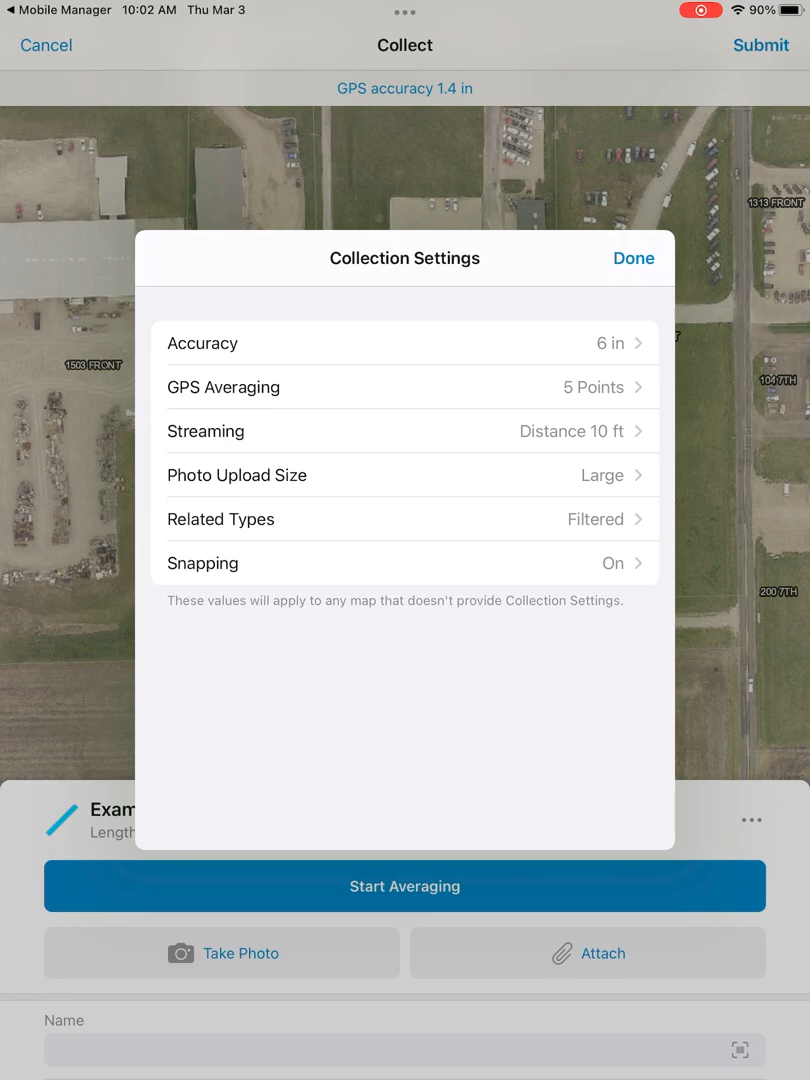 Mobile Manager 10:02 AM Thu Mar 3 90%
Cancel Collect Submit
GPS accuracy 1.4 in
1313 FRONT
Collection Settings Done
Accuracy 6 in
1503 FRONT
104 7TH
GPS Averaging 5 Points
Streaming Distance 10 ft
Photo Upload Size Large
Related Types Filtered
Snapping On
200 7TH
These values will apply to any map that doesn't provide Collection Settings.
Exam
Length
Start Averaging
Take Photo Attach
Name